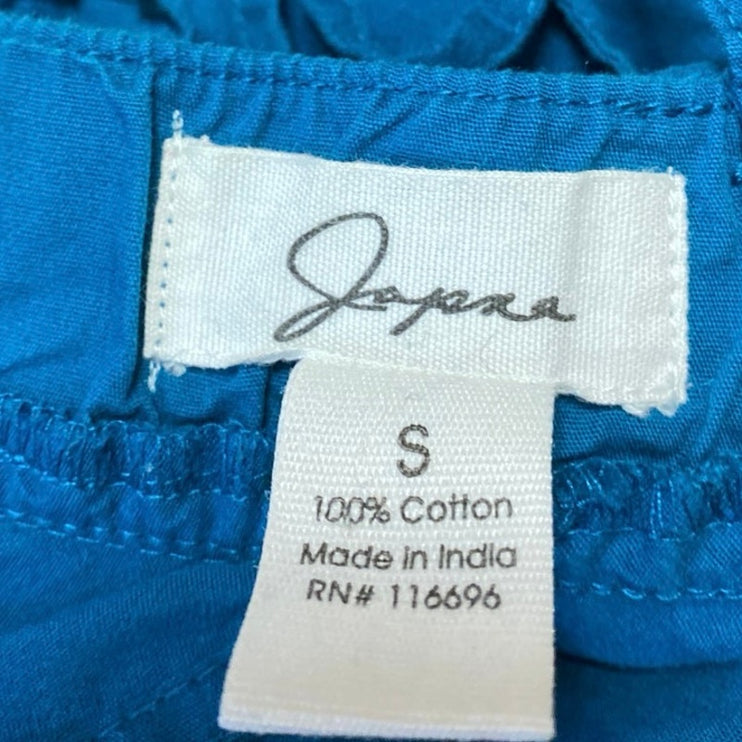 Japna
S
100% Cotton
Made in India
RN# 116696